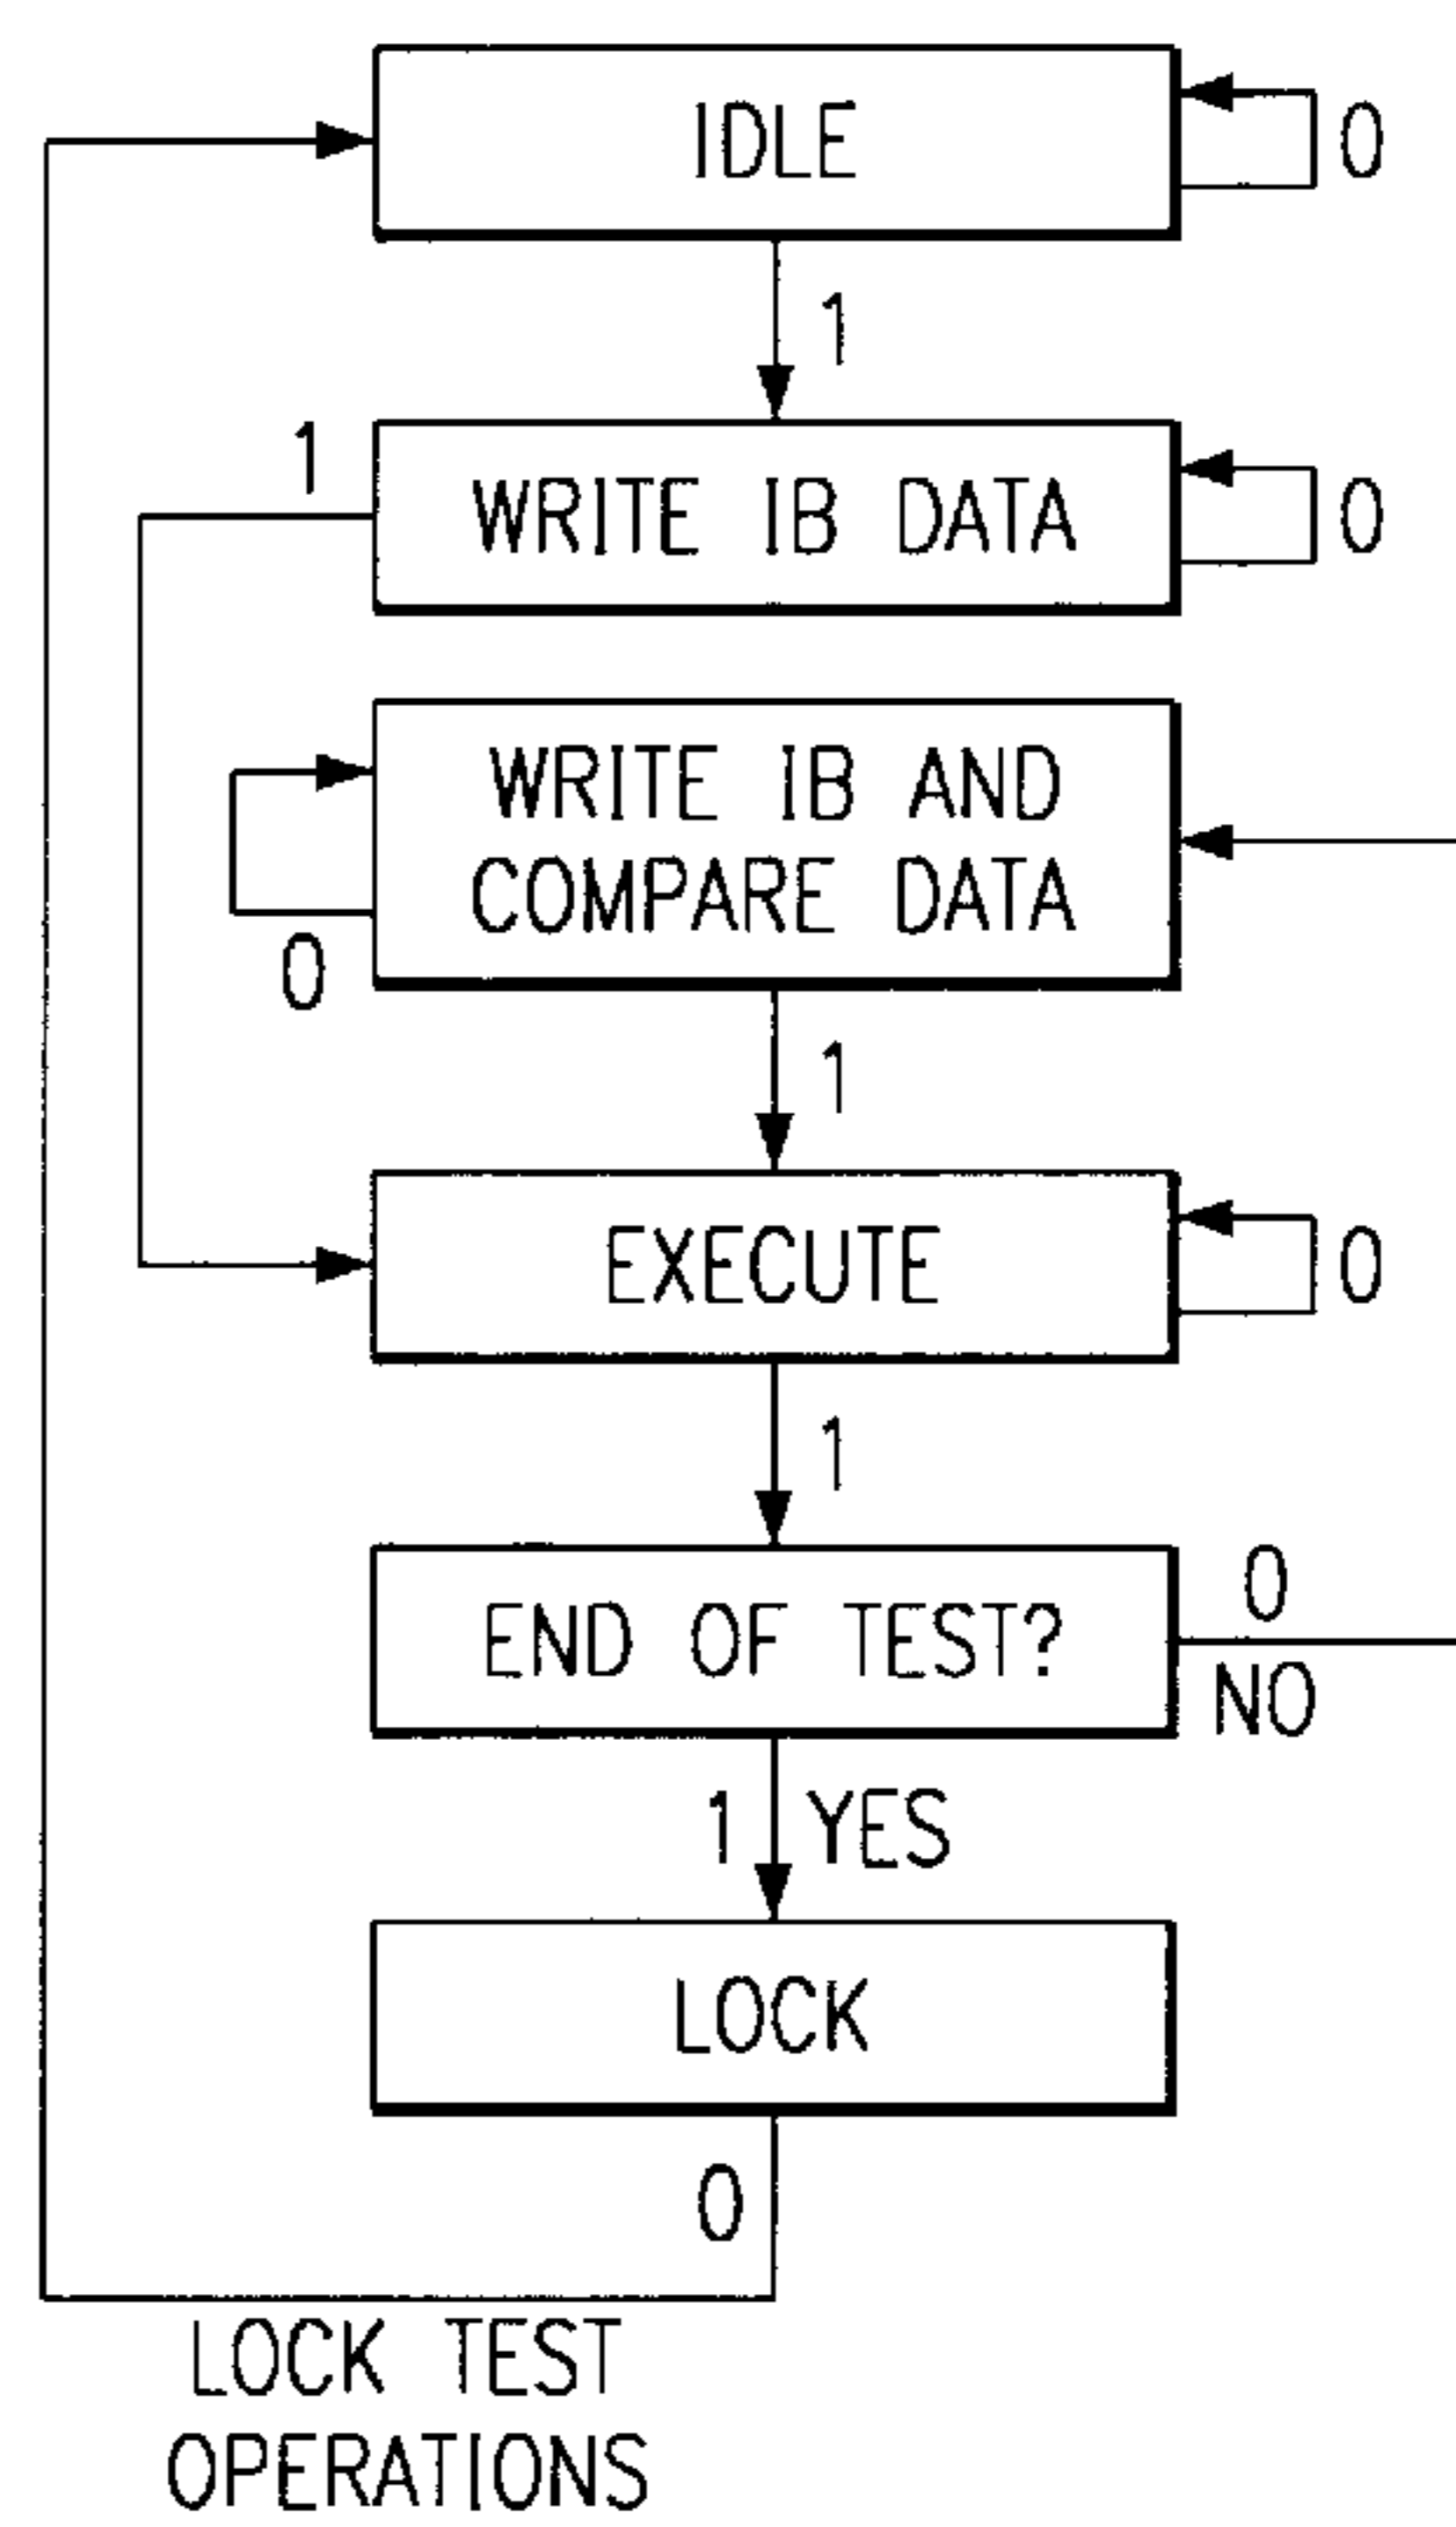 IDLE
0
1
1
WRITE IB DATA
0
WRITE IB AND
COMPARE DATA
0
1
EXECUTE
0
1
END OF TEST?
0
NO
1 YES
LOCK
0
LOCK TEST
OPERATIONS